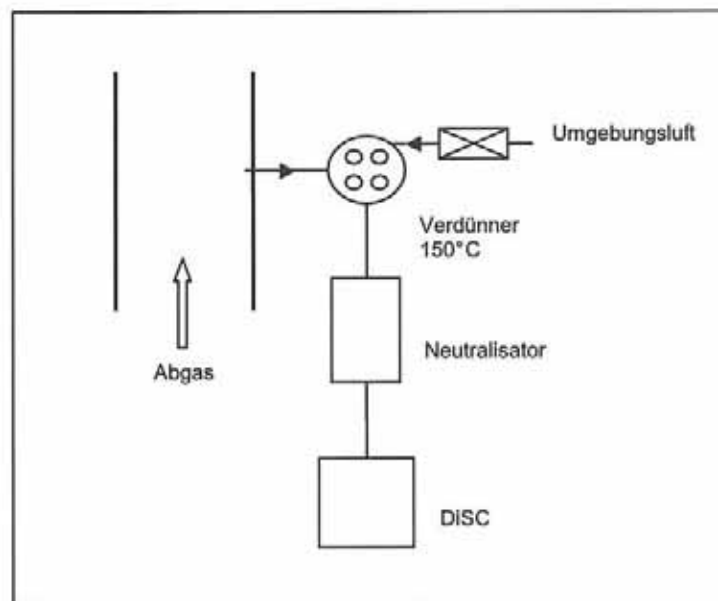 Umgebungsluft
Verdünner
150°C
Neutralisator
Abgas
DiSC